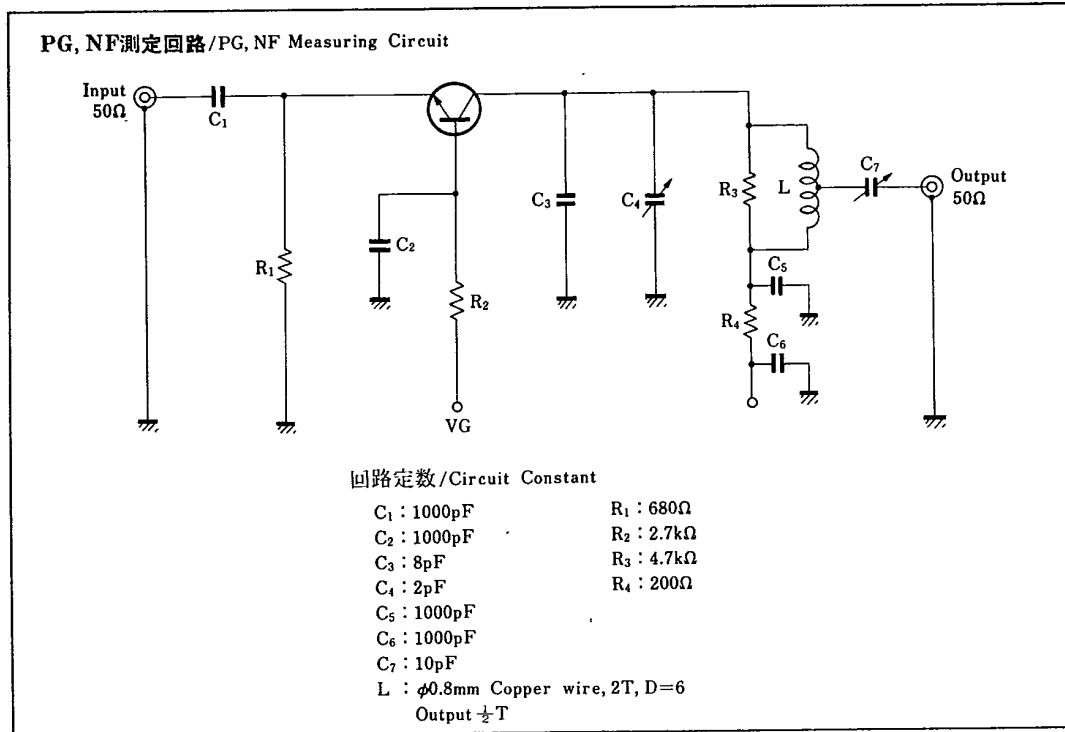 PG, NF測定回路/PG, NF Measuring Circuit
Input
50Ω
C₁
R₁
C₂
R₂
VG
C₃
C₄
R₃
L
C₇
Output
50Ω
C₅
R₄
C₆
回路定数/Circuit Constant
C₁ : 1000pF
C₂ : 1000pF
C₃ : 8pF
C₄ : 2pF
C₅ : 1000pF
C₆ : 1000pF
C₇ : 10pF
L : φ0.8mm Copper wire, 2T, D=6
Output ½T
R₁ : 680Ω
R₂ : 2.7kΩ
R₃ : 4.7kΩ
R₄ : 200Ω